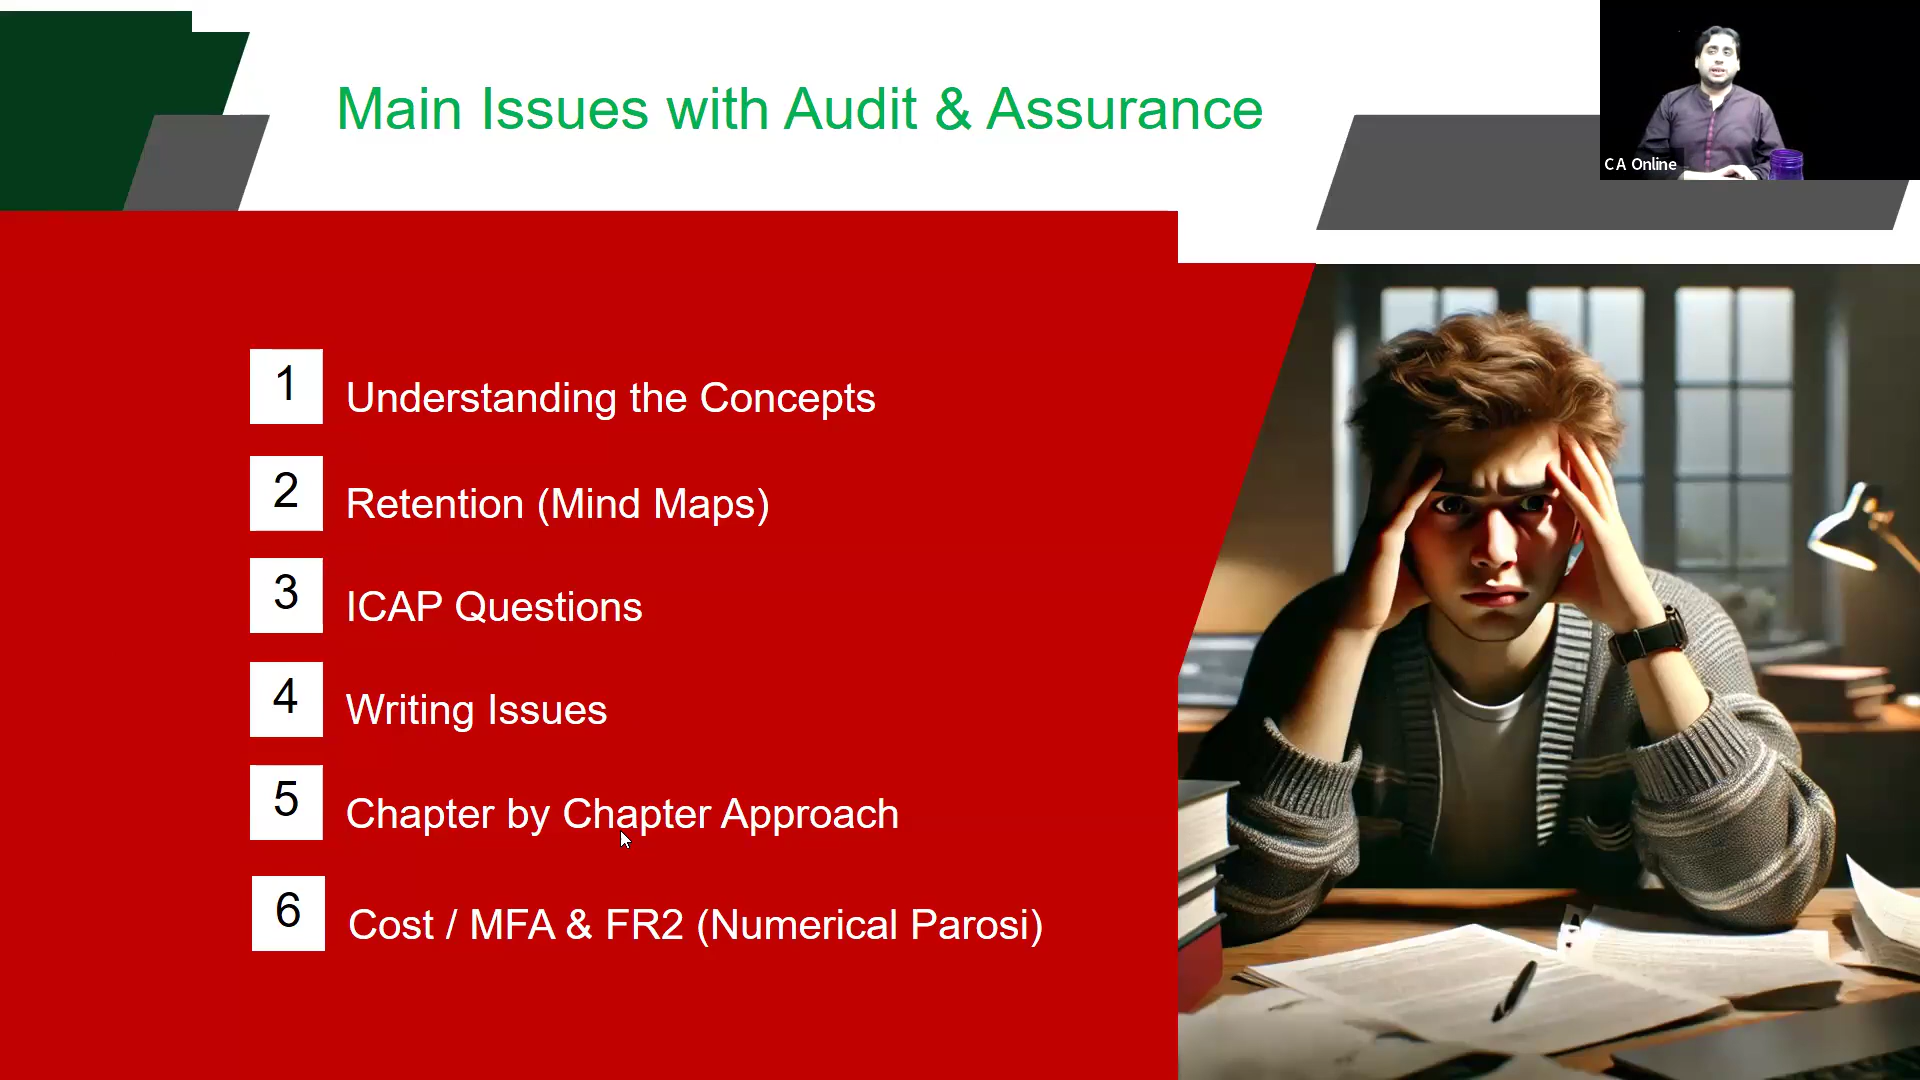 Main Issues with Audit & Assurance
CA Online
1 Understanding the Concepts
2 Retention (Mind Maps)
3 ICAP Questions
4 Writing Issues
5 Chapter by Chapter Approach
6 Cost / MFA & FR2 (Numerical Parosi)